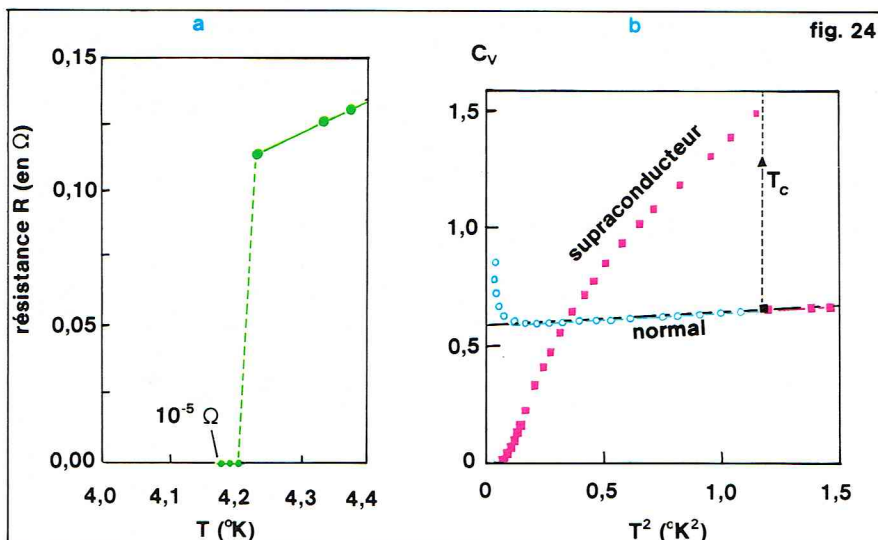 a
b
fig. 24
0,15
0,10
0,05
0,00
résistance R (en Ω)
10⁻⁵ Ω
4,0 4,1 4,2 4,3 4,4
T (°K)
Cᵥ
1,5
1,0
0,5
0
supraconducteur
normal
T_c
0 0,5 1,0 1,5
T² (°K²)